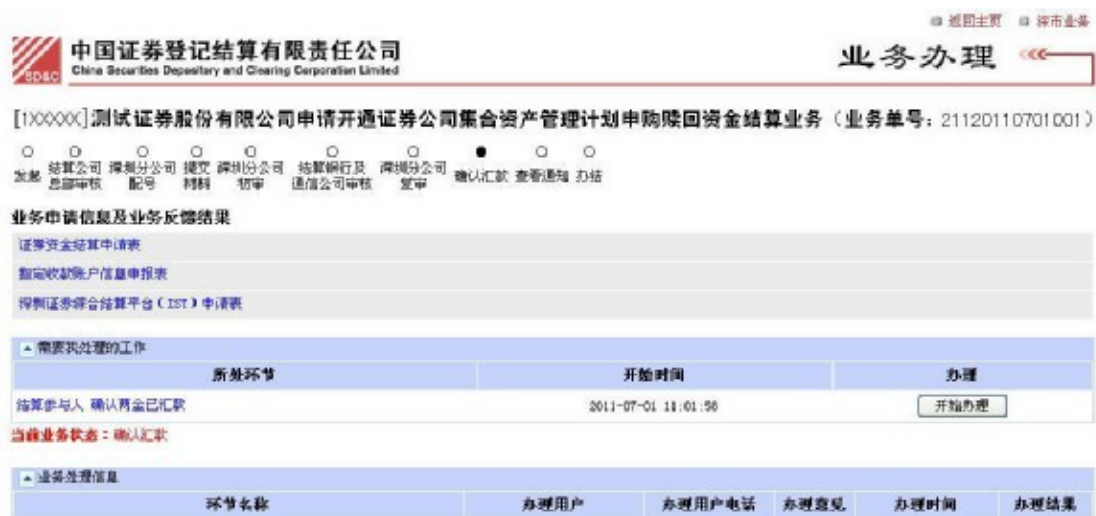 返回主页 深市业务
中国证券登记结算有限责任公司
China Securities Depository and Clearing Corporation Limited
SD&C
业务办理
[1XXXXX]测试证券股份有限公司申请开通证券公司集合资产管理计划申购赎回资金结算业务（业务单号：21120110701001）
发起 结算公司总部审核 深圳分公司配号 提交材料 深圳分公司初审 结算银行及通信公司审核 深圳分公司复审 确认汇款 查看通知 办结
业务申请信息及业务反馈结果
证券资金结算申请表
指定收款账户信息申报表
深圳证券综合结算平台（IST）申请表
需要我处理的工作
所处环节 开始时间 办理
结算参与人 确认两金已汇款 2011-07-01 11:01:56 开始办理
当前业务状态：确认汇款
业务处理信息
环节名称 办理用户 办理用户电话 办理意见 办理时间 办理结果